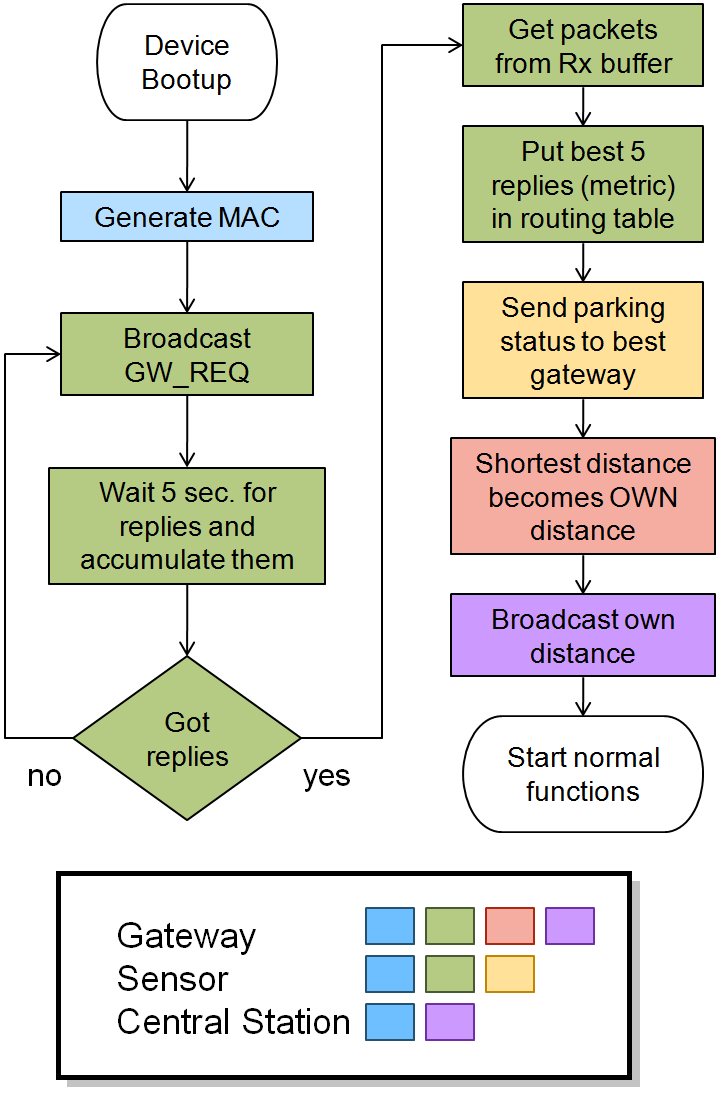 Device
Bootup
Generate MAC
Broadcast
GW_REQ
Wait 5 sec. for
replies and
accumulate them
Got
replies
no
yes
Get packets
from Rx buffer
Put best 5
replies (metric)
in routing table
Send parking
status to best
gateway
Shortest distance
becomes OWN
distance
Broadcast own
distance
Start normal
functions
Gateway
Sensor
Central Station